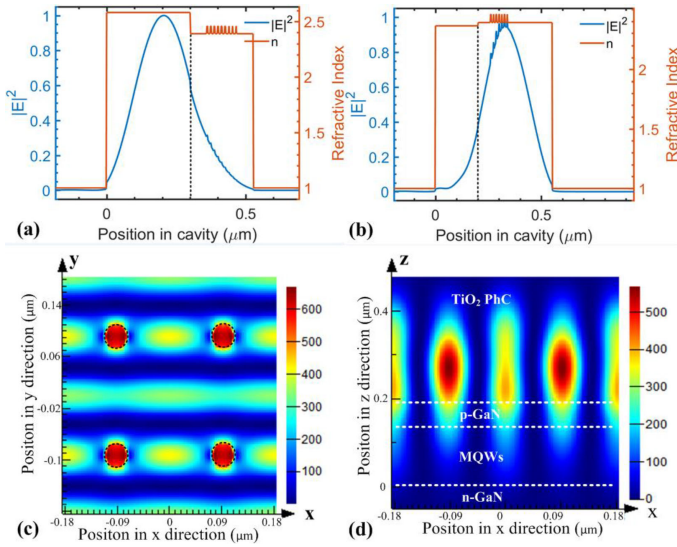 1
0.8
0.6
0.4
0.2
0
|E|²
|E|²
n
2.5
2
1.5
1
Refractive Index
0
0.5
(a)
Position in cavity (μm)
1
0.8
0.6
0.4
0.2
0
|E|²
|E|²
n
2
1
Refractive Index
0
0.5
(b)
Position in cavity (μm)
y
0.14
0.06
-0.02
-0.1
Positon in y direction (μm)
-0.18
-0.09
0
0.09
0.18
x
(c)
Positon in x direction (μm)
600
500
400
300
200
100
z
0.4
0.2
0
Positon in z direction (μm)
TiO₂ PhC
p-GaN
MQWs
n-GaN
-0.18
-0.09
0
0.09
0.18
x
(d)
Positon in x direction (μm)
500
400
300
200
100
0